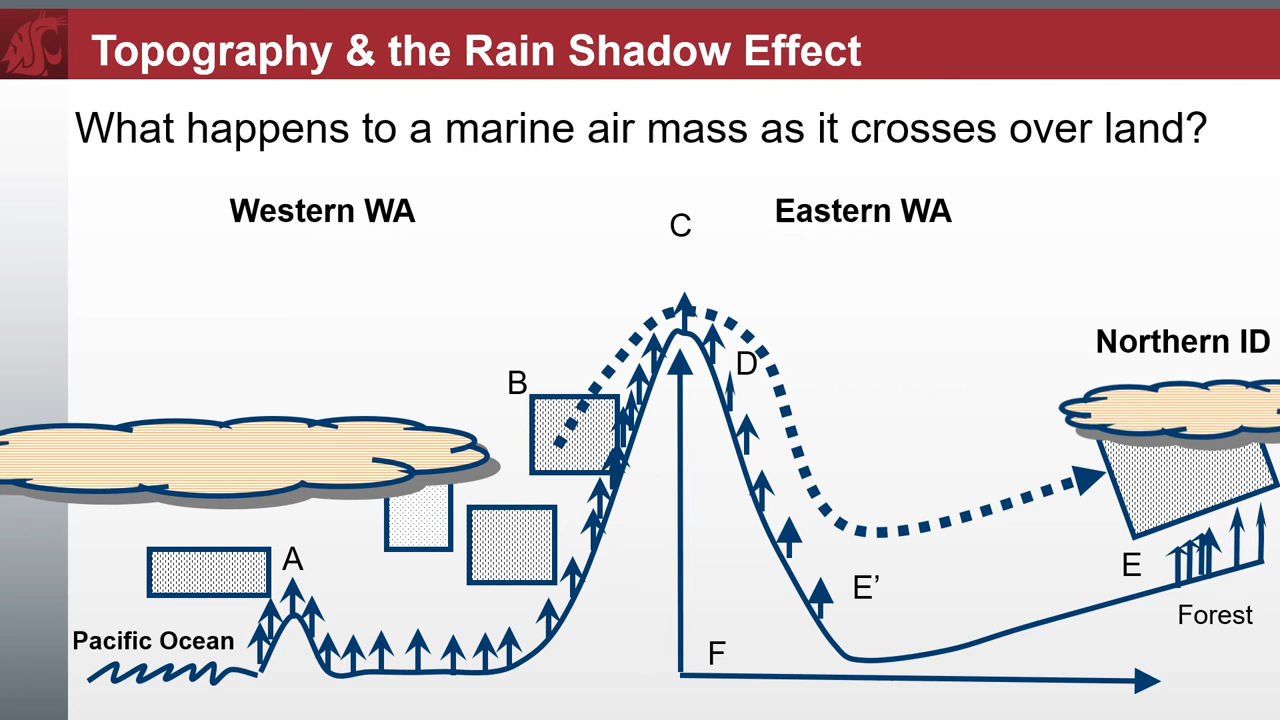 Topography & the Rain Shadow Effect
What happens to a marine air mass as it crosses over land?
Western WA
C
Eastern WA
Northern ID
D
B
A
E
E’
Forest
Pacific Ocean
F